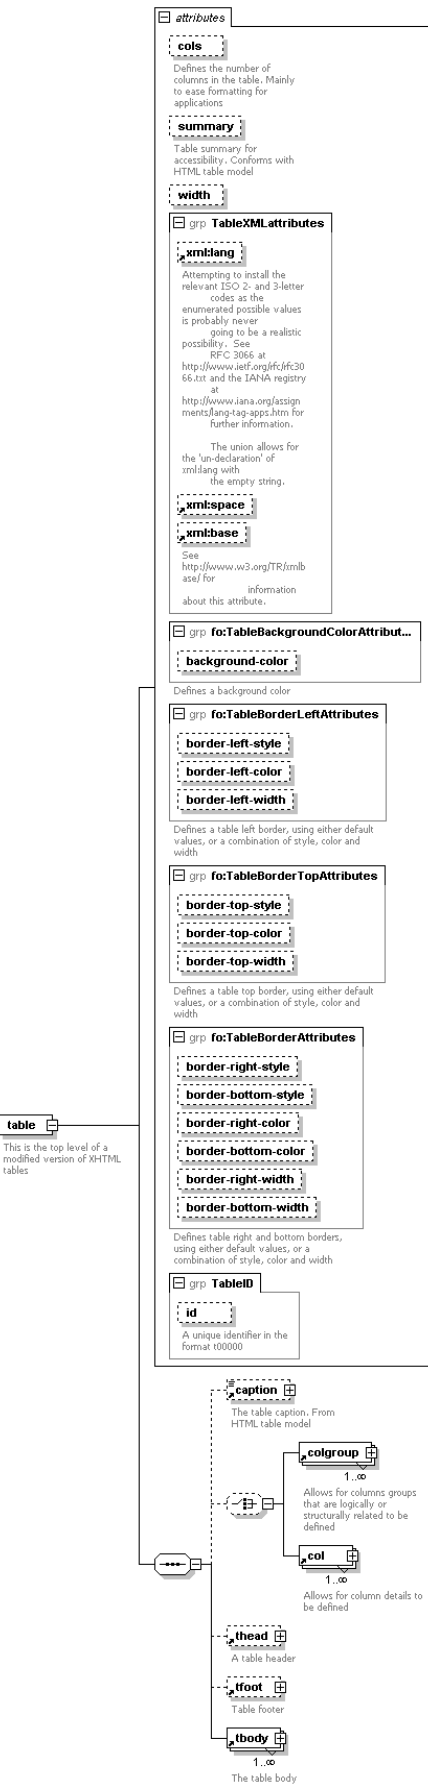 attributes
cols
Defines the number of
columns in the table. Mainly
to ease formatting for
applications
summary
Table summary for
accessibility. Conforms with
HTML table model
width
grp TableXMLattributes
xml:lang
Attempting to install the
relevant ISO 2- and 3-letter
codes as the
enumerated possible values
is probably never
going to be a realistic
possibility. See
RFC 3066 at
http://www.ietf.org/rfc/rfc30
66.txt and the IANA registry
at
http://www.iana.org/assign
ments/lang-tag-apps.htm for
further information.
The union allows for
the 'un-declaration' of
xml:lang with
the empty string.
xml:space
xml:base
See
http://www.w3.org/TR/xmlb
ase/ for
information
about this attribute.
grp fo:TableBackgroundColorAttribut...
background-color
Defines a background color
grp fo:TableBorderLeftAttributes
border-left-style
border-left-color
border-left-width
Defines a table left border, using either default
values, or a combination of style, color and
width
grp fo:TableBorderTopAttributes
border-top-style
border-top-color
border-top-width
Defines a table top border, using either default
values, or a combination of style, color and
width
grp fo:TableBorderAttributes
border-right-style
border-bottom-style
border-right-color
border-bottom-color
border-right-width
border-bottom-width
Defines table right and bottom borders,
using either default values, or a
combination of style, color and width
grp TableID
id
A unique identifier in the
format t00000
table
This is the top level of a
modified version of XHTML
tables
caption
The table caption. From
HTML table model
colgroup
1..∞
Allows for columns groups
that are logically or
structurally related to be
defined
col
1..∞
Allows for column details to
be defined
thead
A table header
tfoot
Table footer
tbody
1..∞
The table body